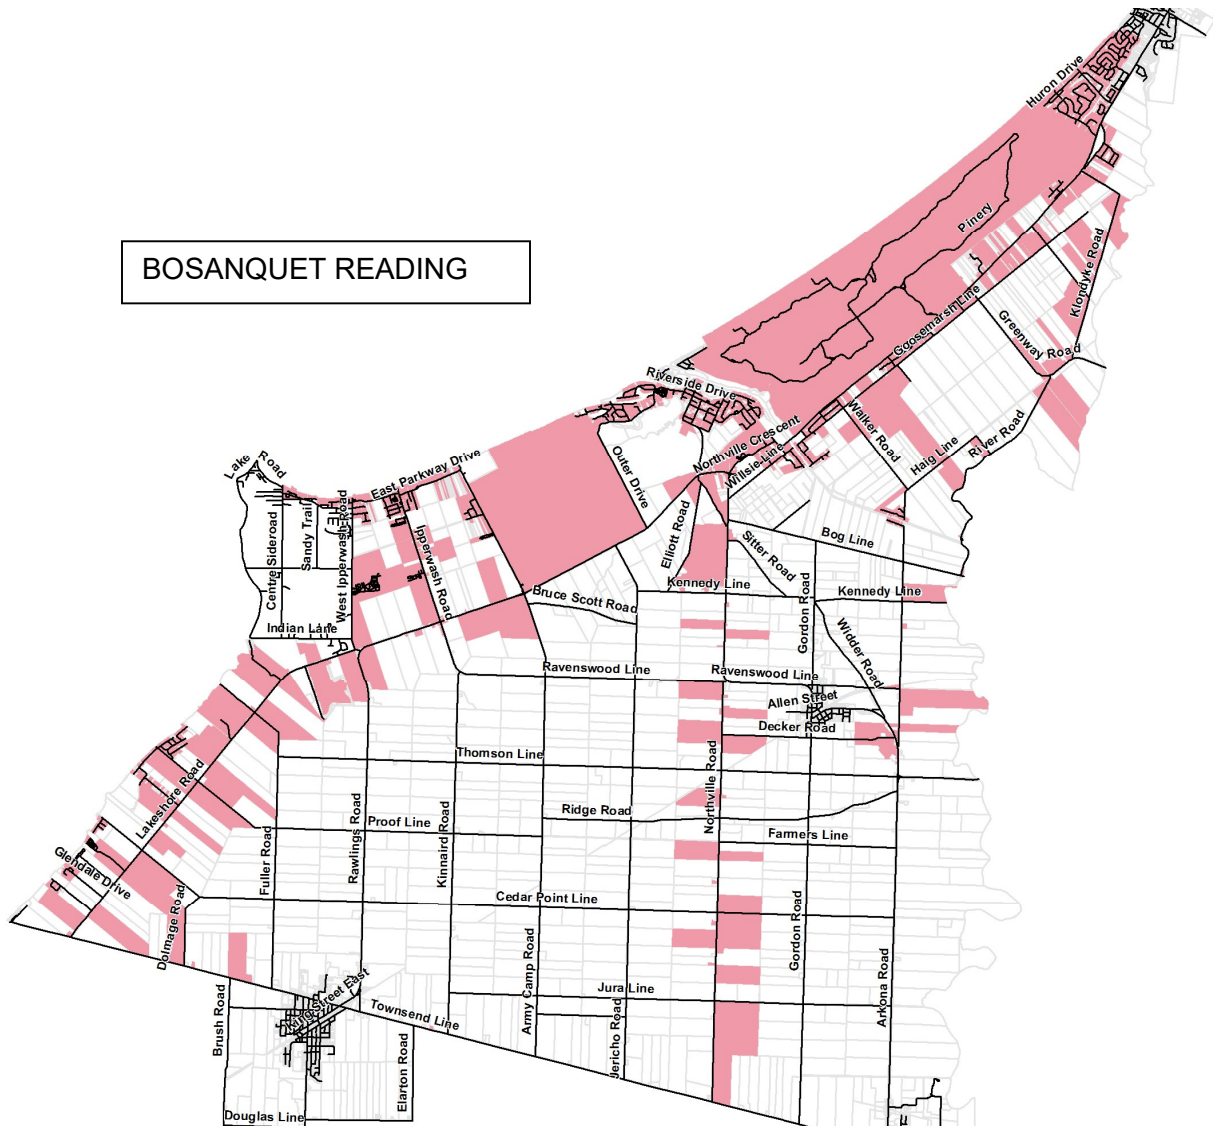 Huron Drive
Pinery
BOSANQUET READING
Klondyke Road
Goosemarsh Line
Greenway Road
Riverside Drive
Walker Road
Northville Crescent
Willsie Line
Haig Line
River Road
Lake Road
East Parkway Drive
Outer Drive
Centre Sideroad
Sandy Trail
West Ipperwash Road
Ipperwash Road
Elliott Road
Sitter Road
Bog Line
Kennedy Line
Kennedy Line
Bruce Scott Road
Gordon Road
Widder Road
Indian Lane
Ravenswood Line
Ravenswood Line
Allen Street
Decker Road
Thomson Line
Northville Road
Lakeshore Road
Ridge Road
Proof Line
Farmers Line
Fuller Road
Rawlings Road
Kinnaird Road
Glendale Drive
Cedar Point Line
Dolmage Road
Gordon Road
Army Camp Road
Arkona Road
Jura Line
King Street East
Townsend Line
Jericho Road
Brush Road
Elarton Road
Douglas Line